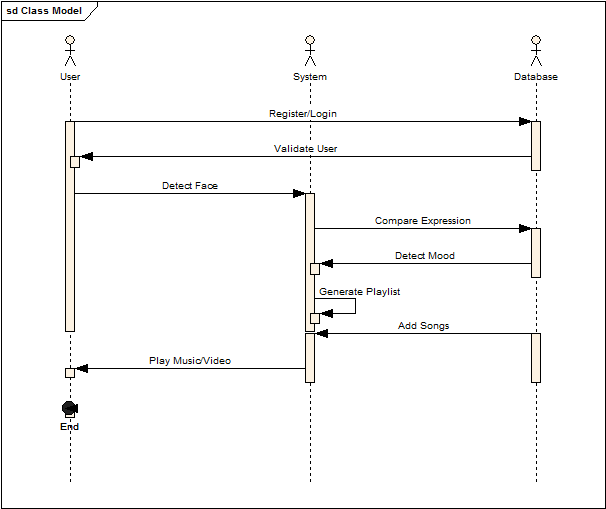 sd Class Model
User
System
Database
Register/Login
Validate User
Detect Face
Compare Expression
Detect Mood
Generate Playlist
Add Songs
Play Music/Video
End